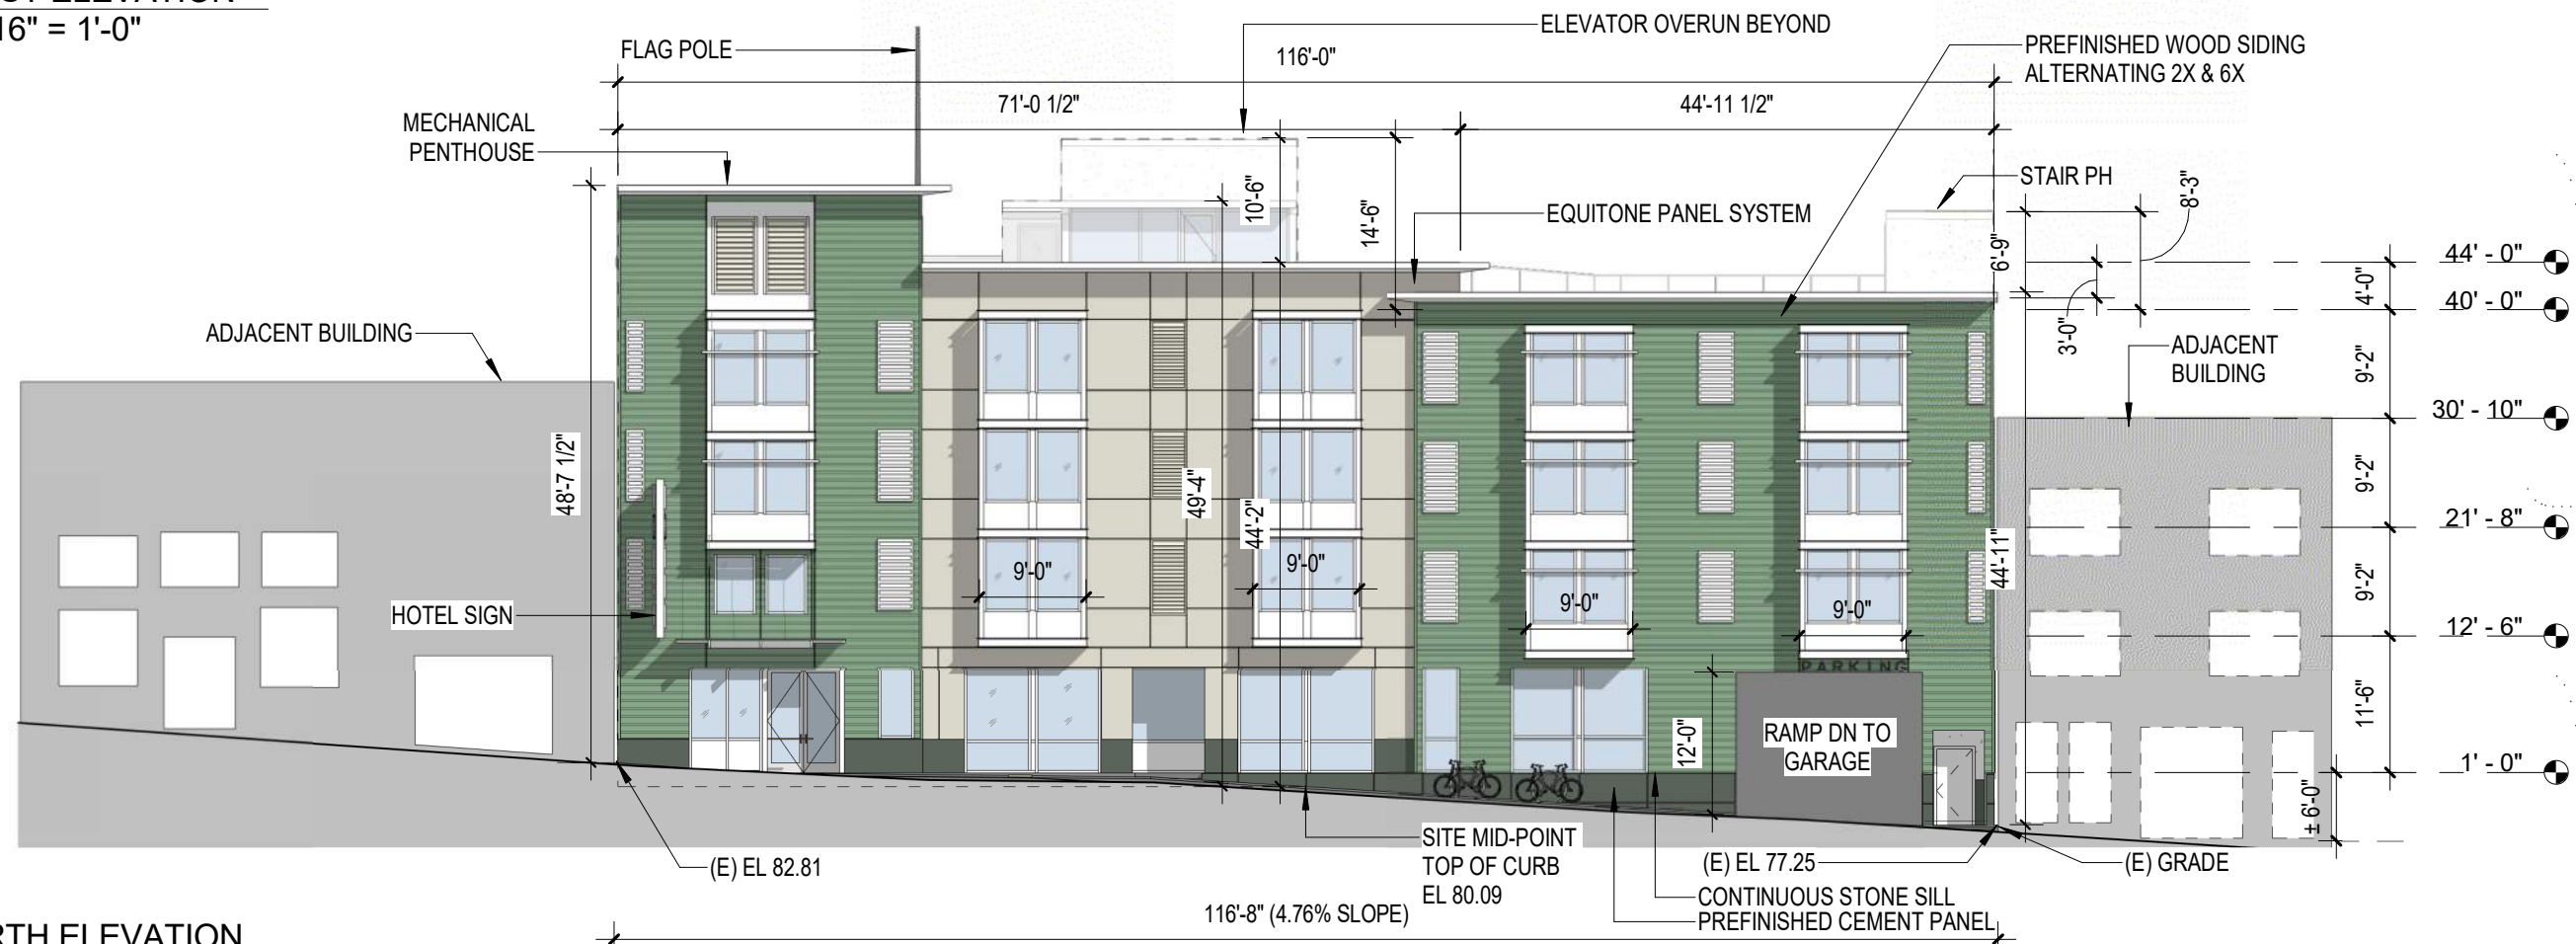 16" = 1'-0"
ELEVATOR OVERUN BEYOND
FLAG POLE
116'-0"
PREFINISHED WOOD SIDING
ALTERNATING 2X & 6X
71'-0 1/2"
44'-11 1/2"
MECHANICAL
PENTHOUSE
STAIR PH
8'-3"
10'-6"
14'-6"
EQUITONE PANEL SYSTEM
6'-9"
44' - 0"
4'-0"
40' - 0"
3'-0"
ADJACENT BUILDING
ADJACENT
BUILDING
9'-2"
30' - 10"
48'-7 1/2"
49'-4"
44'-2"
9'-2"
21' - 8"
44'-11"
9'-0"
9'-0"
9'-0"
9'-0"
9'-2"
HOTEL SIGN
12' - 6"
PARKING
11'-6"
12'-0"
RAMP DN TO
GARAGE
1' - 0"
± 6'-0"
SITE MID-POINT
TOP OF CURB
EL 80.09
(E) EL 82.81
(E) EL 77.25
(E) GRADE
CONTINUOUS STONE SILL
PREFINISHED CEMENT PANEL
116'-8" (4.76% SLOPE)
RTH ELEVATION